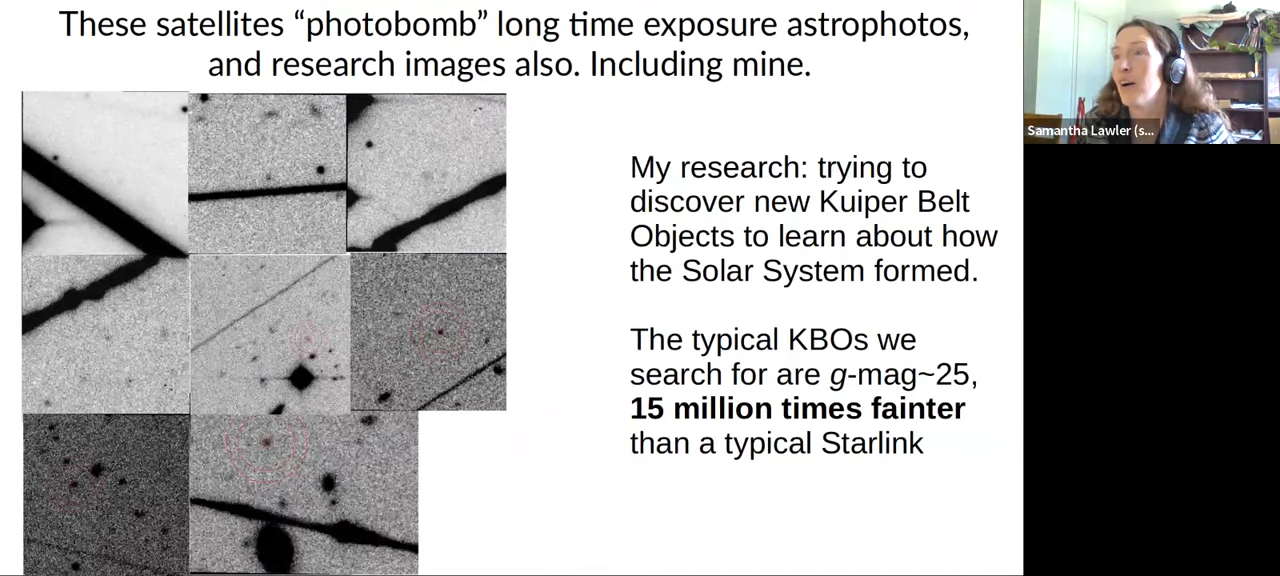 These satellites “photobomb” long time exposure astrophotos,
and research images also. Including mine.
My research: trying to
discover new Kuiper Belt
Objects to learn about how
the Solar System formed.
The typical KBOs we
search for are g-mag~25,
15 million times fainter
than a typical Starlink
Samantha Lawler (s...